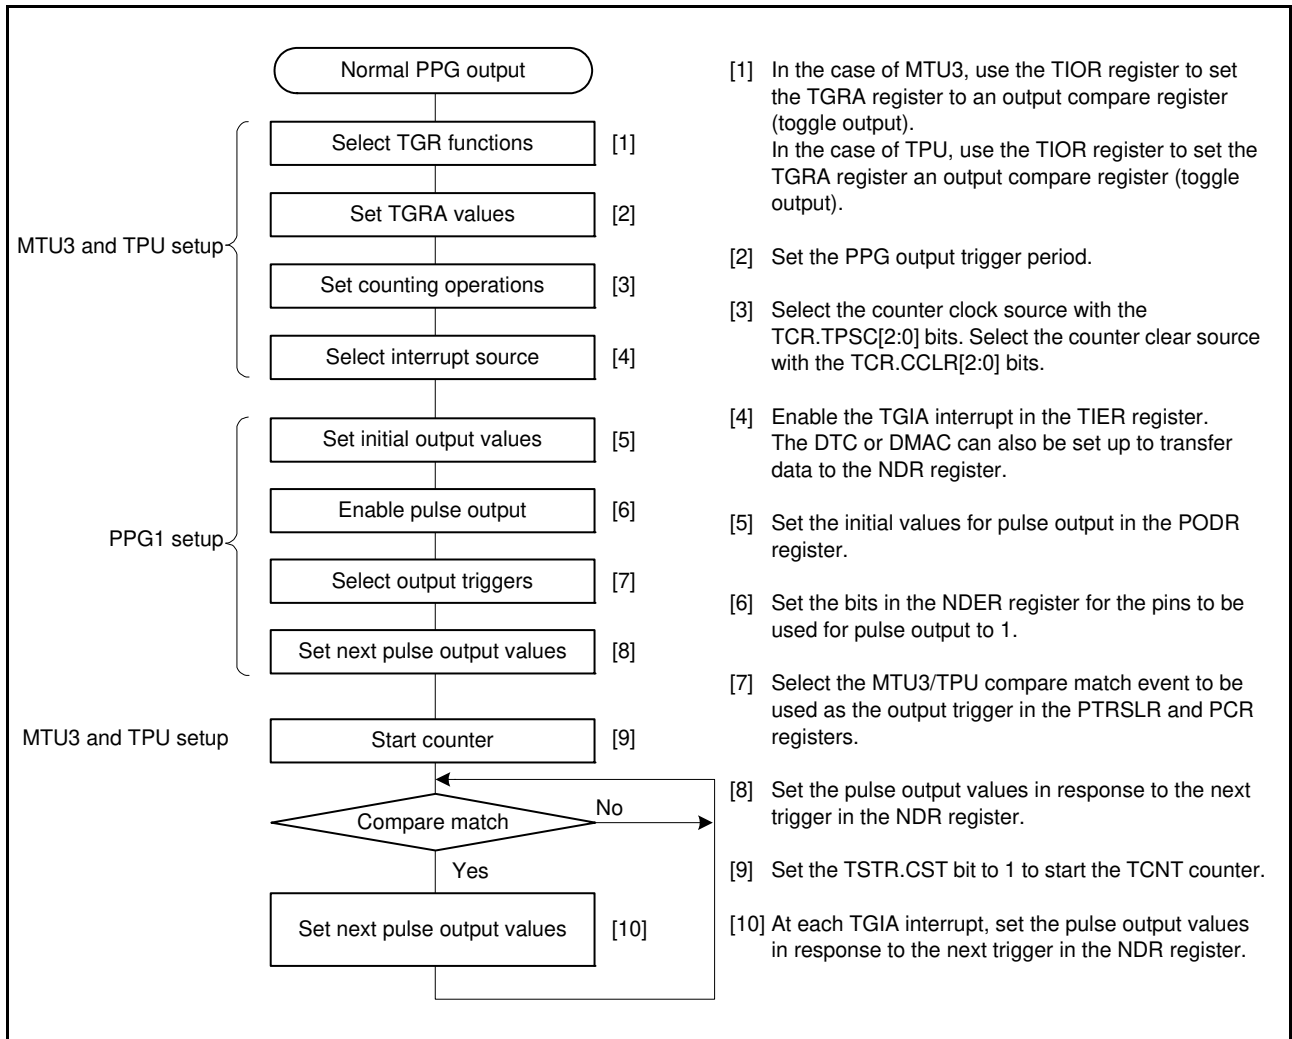 Normal PPG output
Select TGR functions [1]
Set TGRA values [2]
MTU3 and TPU setup
Set counting operations [3]
Select interrupt source [4]
Set initial output values [5]
Enable pulse output [6]
PPG1 setup
Select output triggers [7]
Set next pulse output values [8]
MTU3 and TPU setup
Start counter [9]
Compare match
No
Yes
Set next pulse output values [10]
[1] In the case of MTU3, use the TIOR register to set
the TGRA register to an output compare register
(toggle output).
In the case of TPU, use the TIOR register to set the
TGRA register an output compare register (toggle
output).
[2] Set the PPG output trigger period.
[3] Select the counter clock source with the
TCR.TPSC[2:0] bits. Select the counter clear source
with the TCR.CCLR[2:0] bits.
[4] Enable the TGIA interrupt in the TIER register.
The DTC or DMAC can also be set up to transfer
data to the NDR register.
[5] Set the initial values for pulse output in the PODR
register.
[6] Set the bits in the NDER register for the pins to be
used for pulse output to 1.
[7] Select the MTU3/TPU compare match event to be
used as the output trigger in the PTRSLR and PCR
registers.
[8] Set the pulse output values in response to the next
trigger in the NDR register.
[9] Set the TSTR.CST bit to 1 to start the TCNT counter.
[10] At each TGIA interrupt, set the pulse output values
in response to the next trigger in the NDR register.